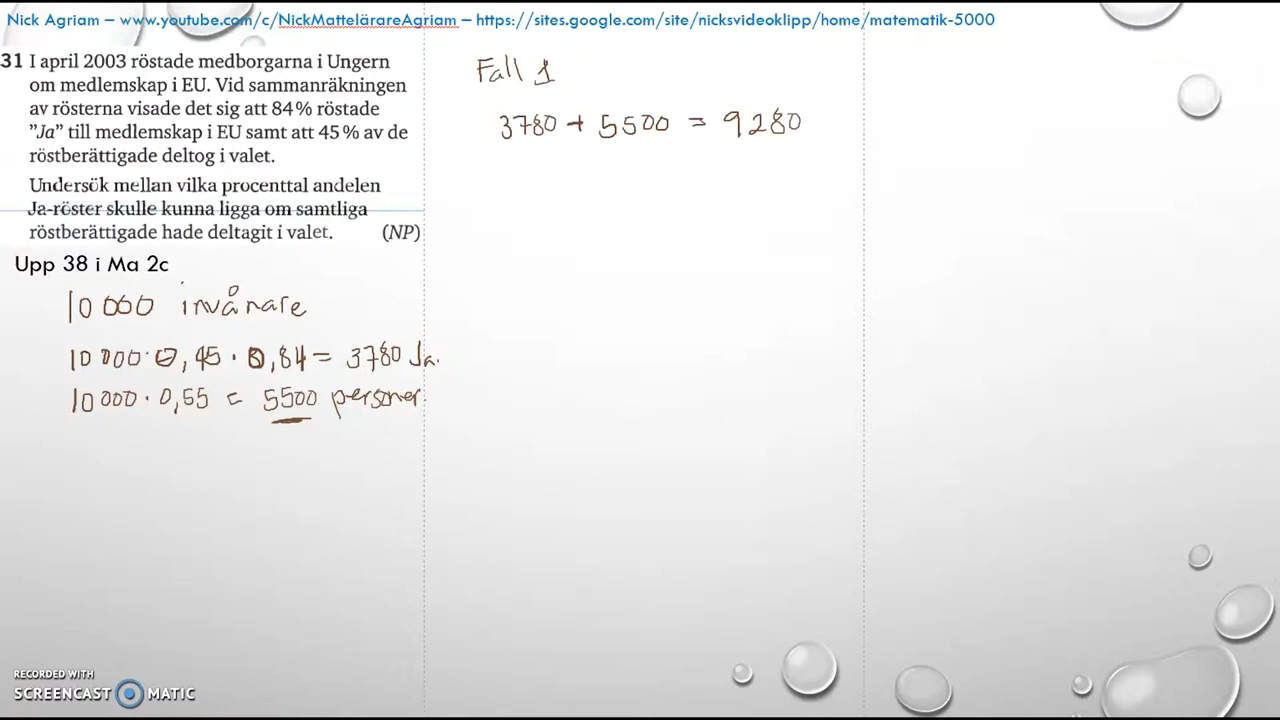 Nick Agriam – www.youtube.com/c/NickMattelärareAgriam – https://sites.google.com/site/nicksvideoklipp/home/matematik-5000
31 I april 2003 röstade medborgarna i Ungern
om medlemskap i EU. Vid sammanräkningen
av rösterna visade det sig att 84 % röstade
”Ja” till medlemskap i EU samt att 45 % av de
röstberättigade deltog i valet.
Undersök mellan vilka procenttal andelen
Ja-röster skulle kunna ligga om samtliga
röstberättigade hade deltagit i valet. (NP)
Upp 38 i Ma 2c
10 000 invånare
10 000 · 0,45 · 0,84 = 3780 Ja.
10 000 · 0,55 = 5500 personer.
Fall 1
3780 + 5500 = 9280
RECORDED WITH
SCREENCAST MATIC